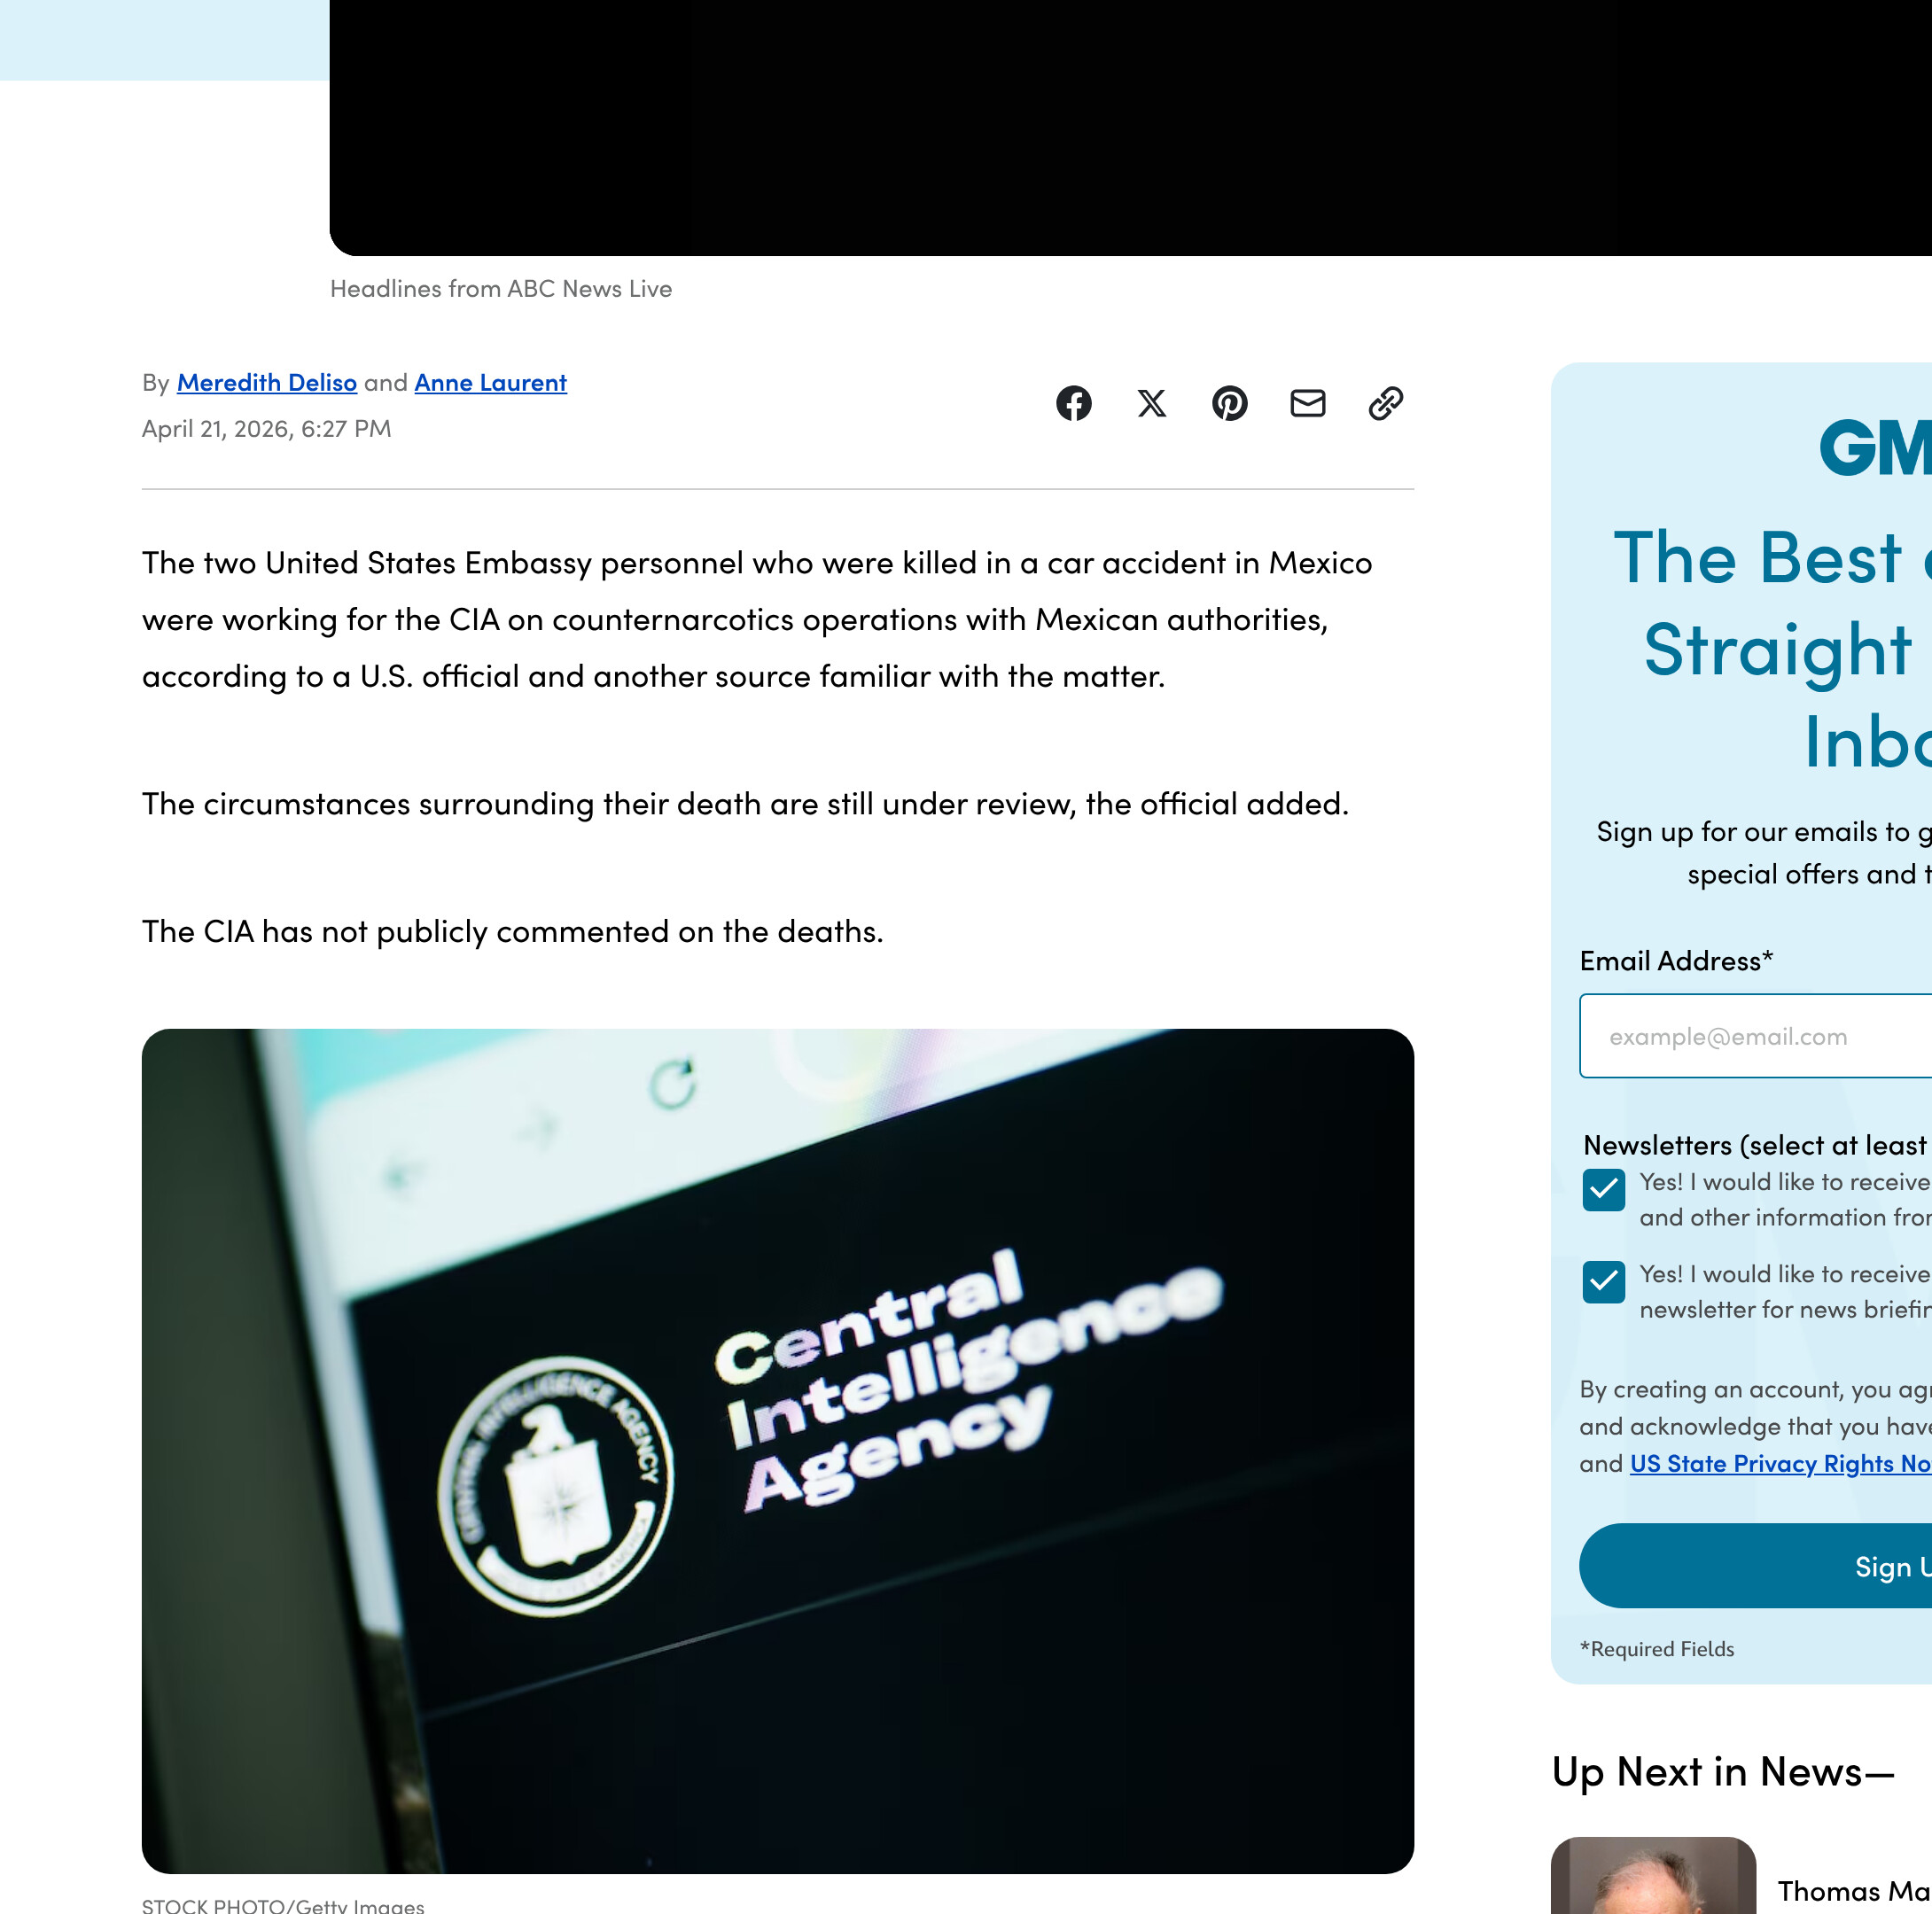 Headlines from ABC News Live
By Meredith Deliso and Anne Laurent
April 21, 2026, 6:27 PM
The two United States Embassy personnel who were killed in a car accident in Mexico
were working for the CIA on counternarcotics operations with Mexican authorities,
according to a U.S. official and another source familiar with the matter.
The circumstances surrounding their death are still under review, the official added.
The CIA has not publicly commented on the deaths.
Central
Intelligence
Agency
CENTRAL INTELLIGENCE AGENCY
STOCK PHOTO/Getty Images
GM
The Best
Straight
Inbo
Sign up for our emails to g
special offers and t
Email Address*
example@email.com
Newsletters (select at least
Yes! I would like to receive
and other information from
Yes! I would like to receive
newsletter for news briefin
By creating an account, you agr
and acknowledge that you have
and US State Privacy Rights No
Sign U
*Required Fields
Up Next in News—
Thomas Ma